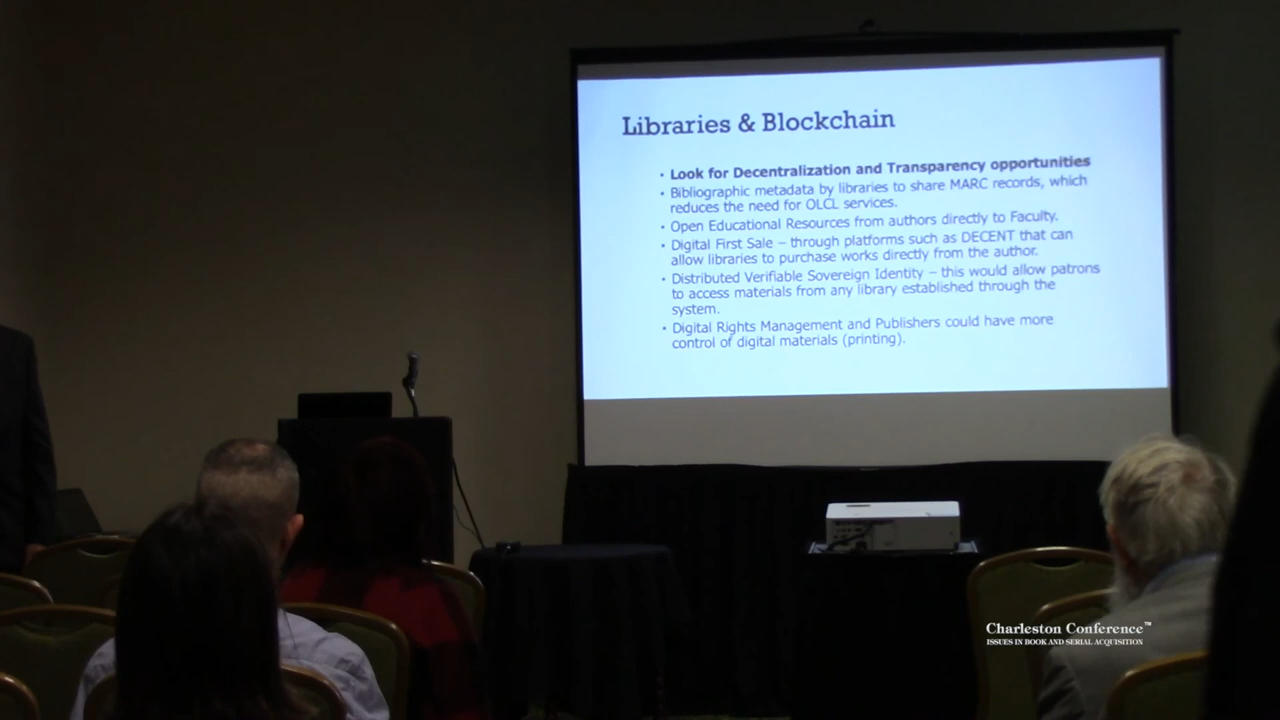 Libraries & Blockchain
· Look for Decentralization and Transparency opportunities
· Bibliographic metadata by libraries to share MARC records, which
reduces the need for OLCL services.
· Open Educational Resources from authors directly to Faculty.
· Digital First Sale – through platforms such as DECENT that can
allow libraries to purchase works directly from the author.
· Distributed Verifiable Sovereign Identity – this would allow patrons
to access materials from any library established through the
system.
· Digital Rights Management and Publishers could have more
control of digital materials (printing).
Charleston Conference™
ISSUES IN BOOK AND SERIAL ACQUISITION